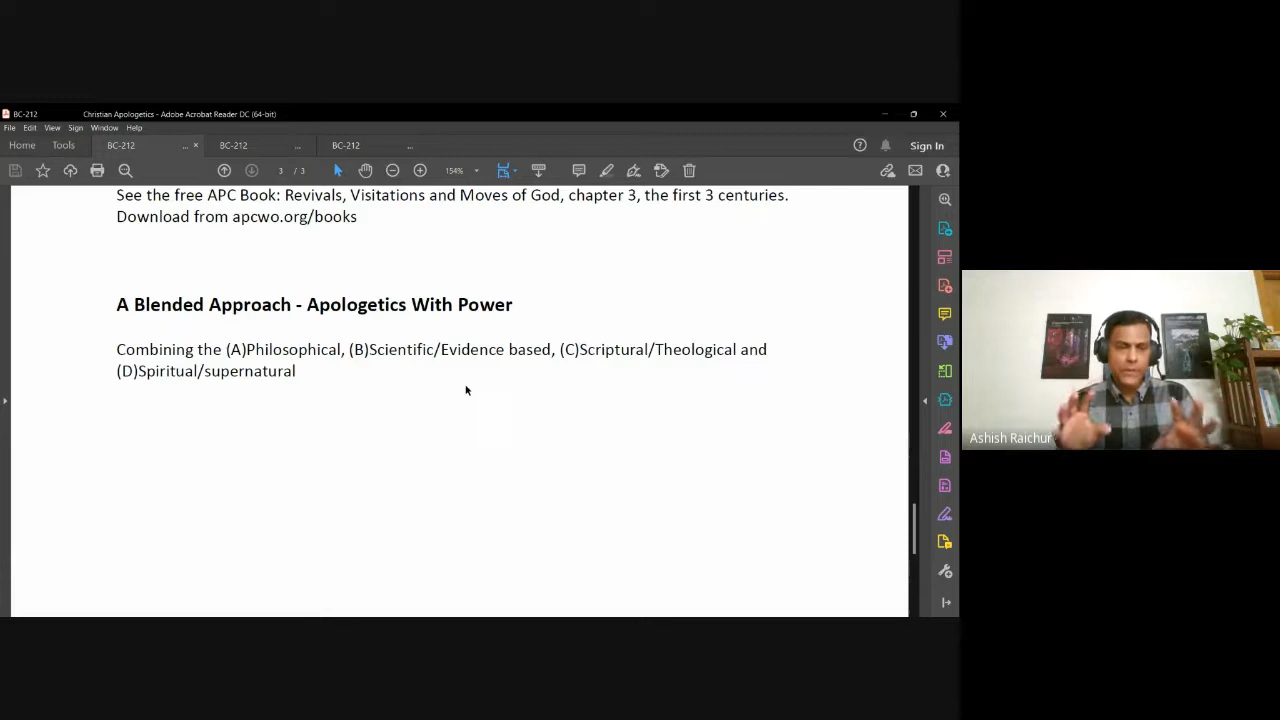 BC-212 Christian Apologetics - Adobe Acrobat Reader DC (64-bit)
File Edit View Sign Window Help
Home Tools BC-212 ... × BC-212 ... BC-212 ... Sign In
3 / 3 154%
See the free APC Book: Revivals, Visitations and Moves of God, chapter 3, the first 3 centuries.
Download from apcwo.org/books
A Blended Approach - Apologetics With Power
Combining the (A)Philosophical, (B)Scientific/Evidence based, (C)Scriptural/Theological and
(D)Spiritual/supernatural
Ashish Raichur